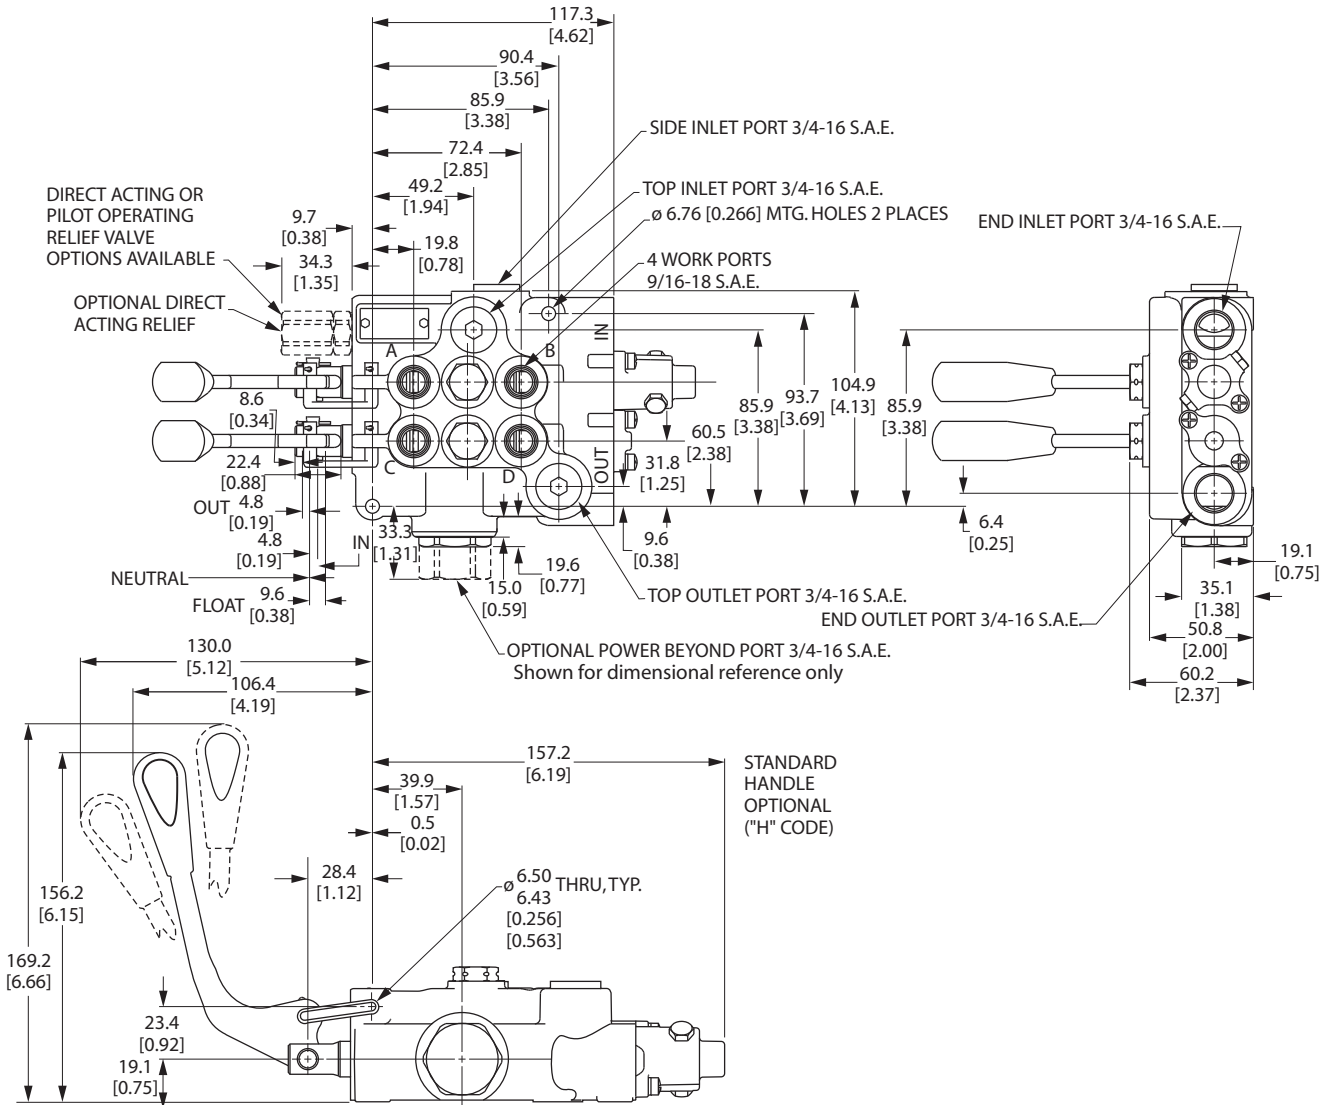 117.3
[4.62]
90.4
[3.56]
85.9
[3.38]
72.4
[2.85]
49.2
[1.94]
19.8
[0.78]
9.7
[0.38]
34.3
[1.35]
DIRECT ACTING OR
PILOT OPERATING
RELIEF VALVE
OPTIONS AVAILABLE
OPTIONAL DIRECT
ACTING RELIEF
SIDE INLET PORT 3/4-16 S.A.E.
TOP INLET PORT 3/4-16 S.A.E.
ø 6.76 [0.266] MTG. HOLES 2 PLACES
4 WORK PORTS
9/16-18 S.A.E.
END INLET PORT 3/4-16 S.A.E.
A
B
C
D
IN
OUT
8.6
[0.34]
22.4
[0.88]
OUT
4.8
[0.19]
4.8
[0.19]
IN
NEUTRAL
FLOAT
9.6
[0.38]
33.3
[1.31]
15.0
[0.59]
19.6
[0.77]
9.6
[0.38]
31.8
[1.25]
60.5
[2.38]
85.9
[3.38]
93.7
[3.69]
104.9
[4.13]
85.9
[3.38]
6.4
[0.25]
19.1
[0.75]
35.1
[1.38]
50.8
[2.00]
60.2
[2.37]
TOP OUTLET PORT 3/4-16 S.A.E.
END OUTLET PORT 3/4-16 S.A.E.
OPTIONAL POWER BEYOND PORT 3/4-16 S.A.E.
Shown for dimensional reference only
130.0
[5.12]
106.4
[4.19]
157.2
[6.19]
39.9
[1.57]
0.5
[0.02]
28.4
[1.12]
STANDARD
HANDLE
OPTIONAL
("H" CODE)
ø 6.50 THRU, TYP.
6.43
[0.256]
[0.563]
156.2
[6.15]
169.2
[6.66]
23.4
[0.92]
19.1
[0.75]